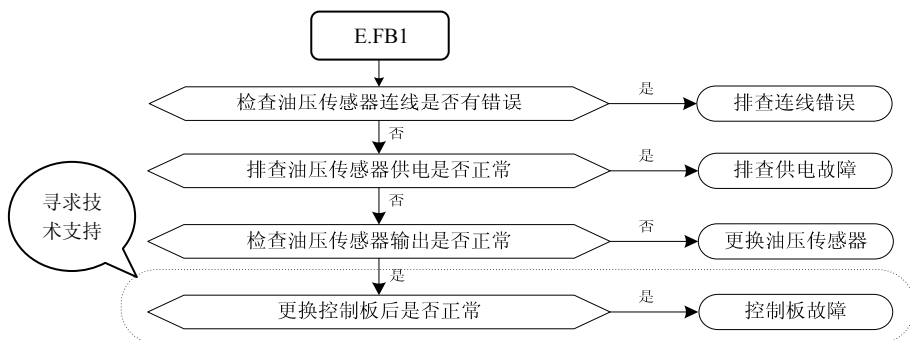 E.FB1
检查油压传感器连线是否有错误
是
排查连线错误
否
排查油压传感器供电是否正常
是
排查供电故障
寻求技
术支持
否
检查油压传感器输出是否正常
否
更换油压传感器
是
更换控制板后是否正常
是
控制板故障